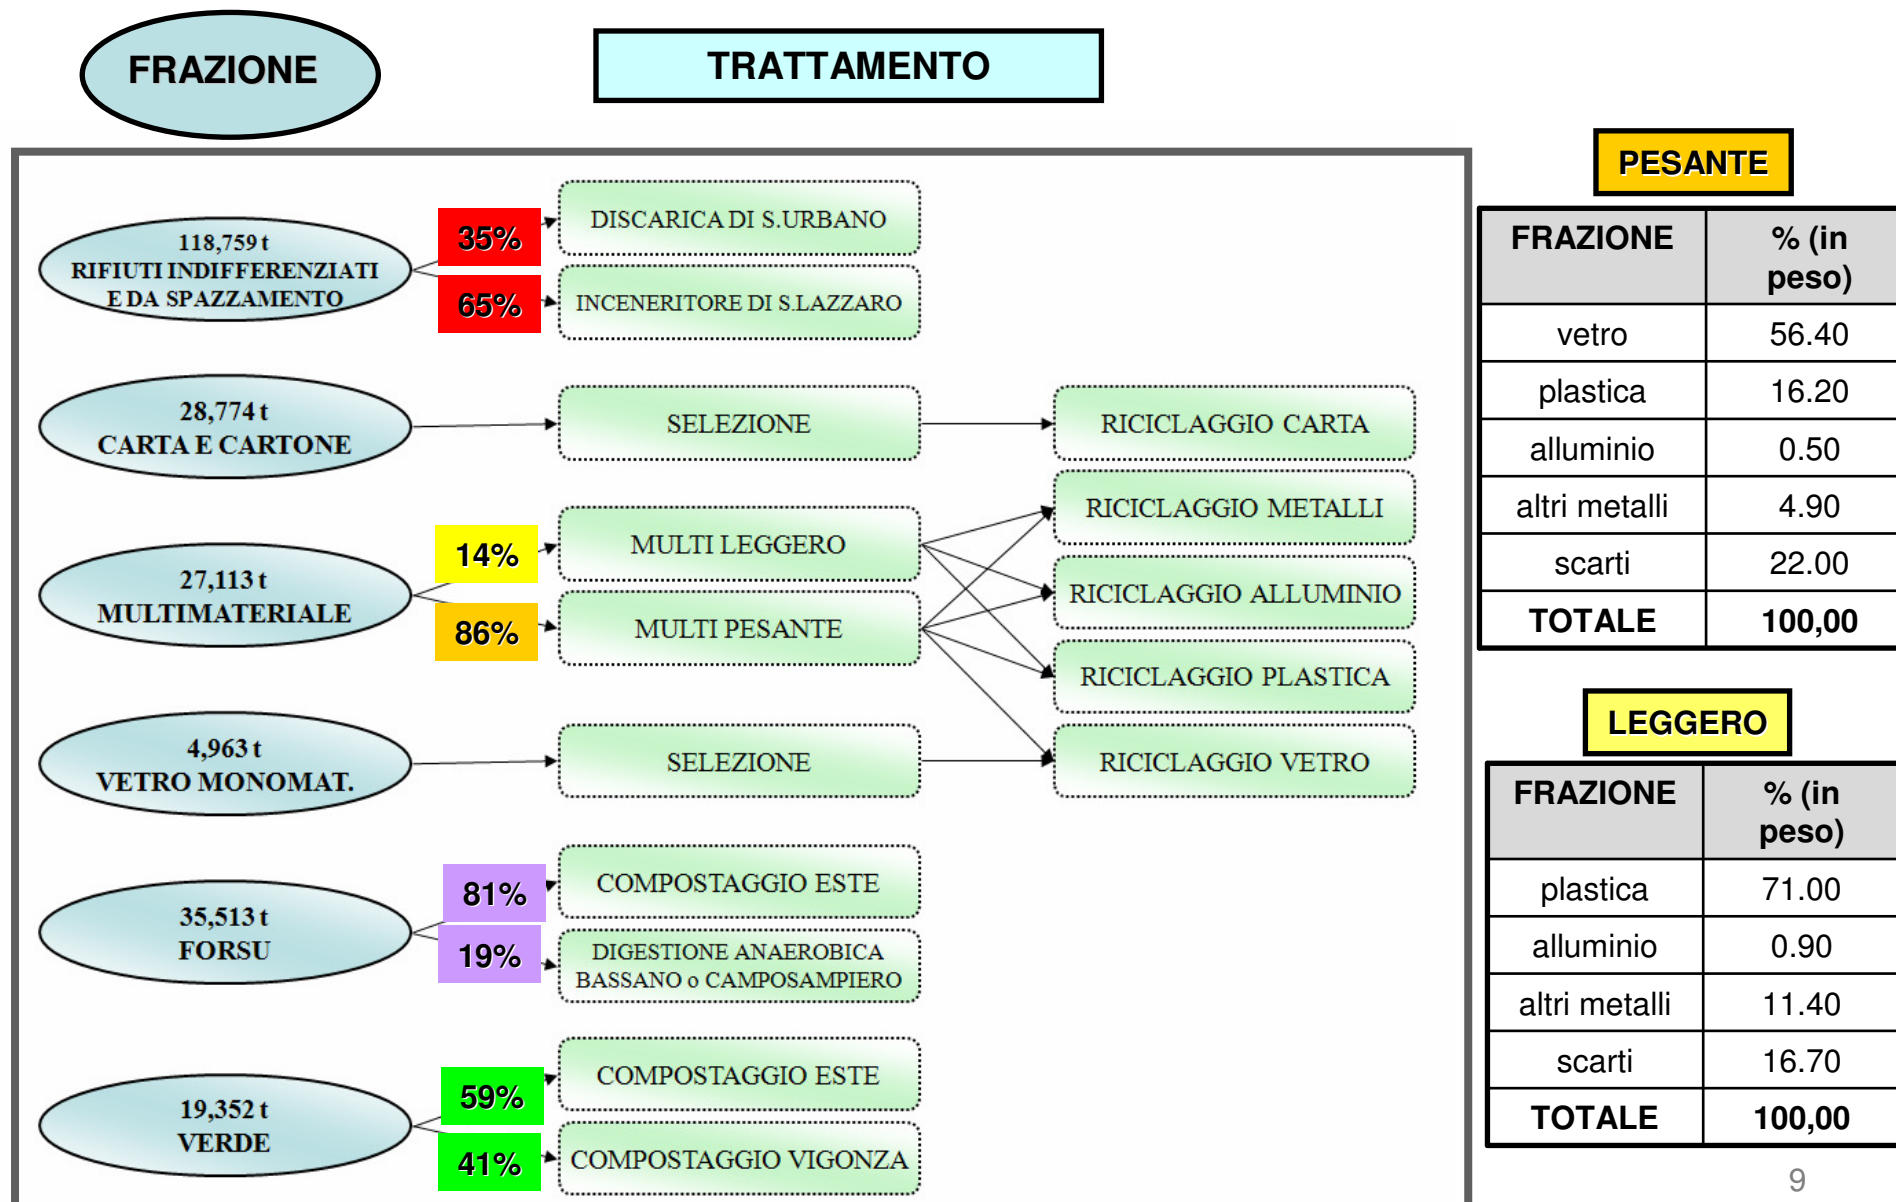 FRAZIONE
TRATTAMENTO
118,759 t
RIFIUTI INDIFFERENZIATI
E DA SPAZZAMENTO
35%
65%
DISCARICA DI S.URBANO
INCENERITORE DI S.LAZZARO
28,774 t
CARTA E CARTONE
SELEZIONE
RICICLAGGIO CARTA
27,113 t
MULTIMATERIALE
14%
86%
MULTI LEGGERO
MULTI PESANTE
RICICLAGGIO METALLI
RICICLAGGIO ALLUMINIO
RICICLAGGIO PLASTICA
4,963 t
VETRO MONOMAT.
SELEZIONE
RICICLAGGIO VETRO
35,513 t
FORSU
81%
19%
COMPOSTAGGIO ESTE
DIGESTIONE ANAEROBICA
BASSANO o CAMPOSAMPIERO
19,352 t
VERDE
59%
41%
COMPOSTAGGIO ESTE
COMPOSTAGGIO VIGONZA
PESANTE
FRAZIONE % (in
peso)
vetro 56.40
plastica 16.20
alluminio 0.50
altri metalli 4.90
scarti 22.00
TOTALE 100,00
LEGGERO
FRAZIONE % (in
peso)
plastica 71.00
alluminio 0.90
altri metalli 11.40
scarti 16.70
TOTALE 100,00
9